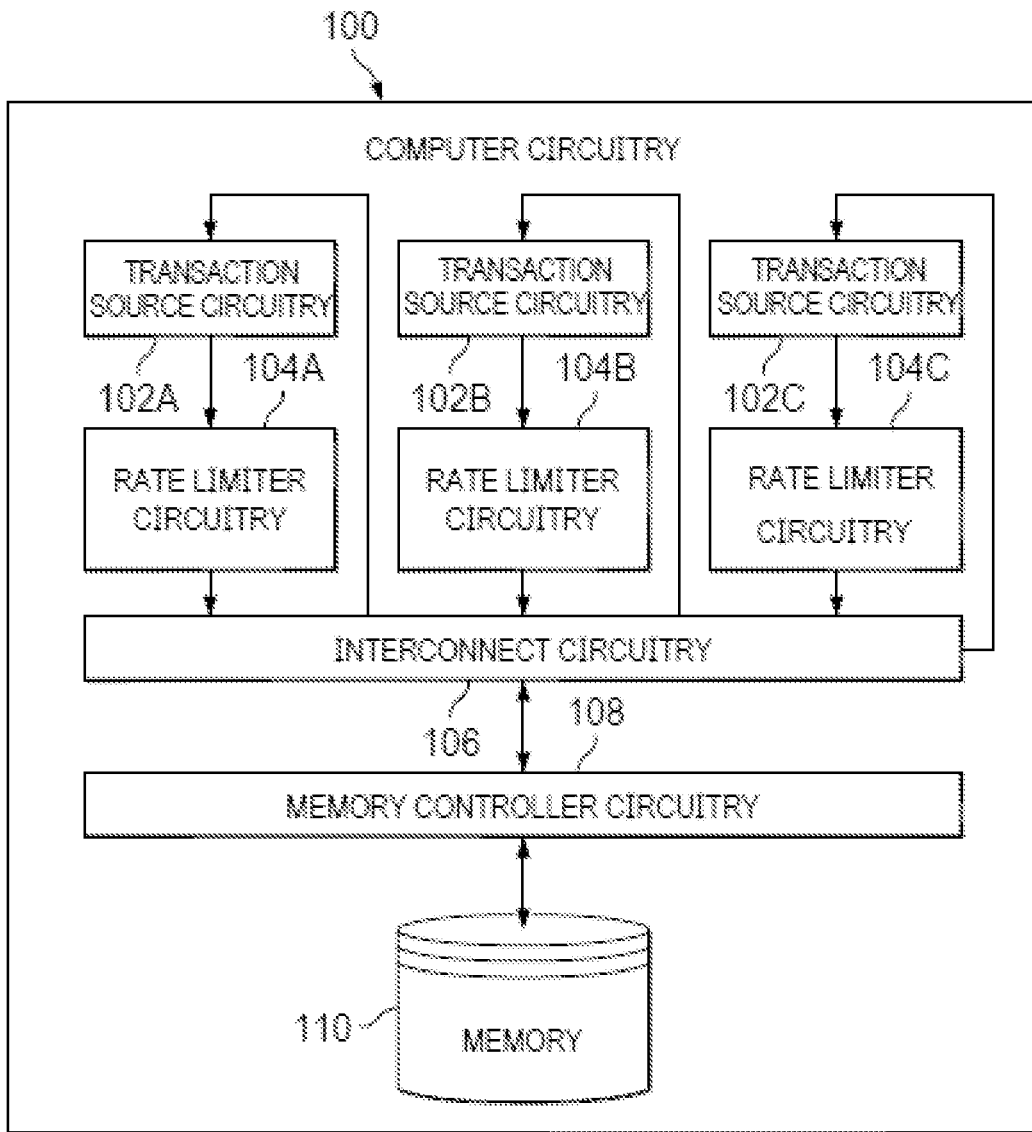 100
COMPUTER CIRCUITRY
TRANSACTION
SOURCE CIRCUITRY
TRANSACTION
SOURCE CIRCUITRY
TRANSACTION
SOURCE CIRCUITRY
102A
104A
102B
104B
102C
104C
RATE LIMITER
CIRCUITRY
RATE LIMITER
CIRCUITRY
RATE LIMITER
CIRCUITRY
INTERCONNECT CIRCUITRY
106
108
MEMORY CONTROLLER CIRCUITRY
110
MEMORY